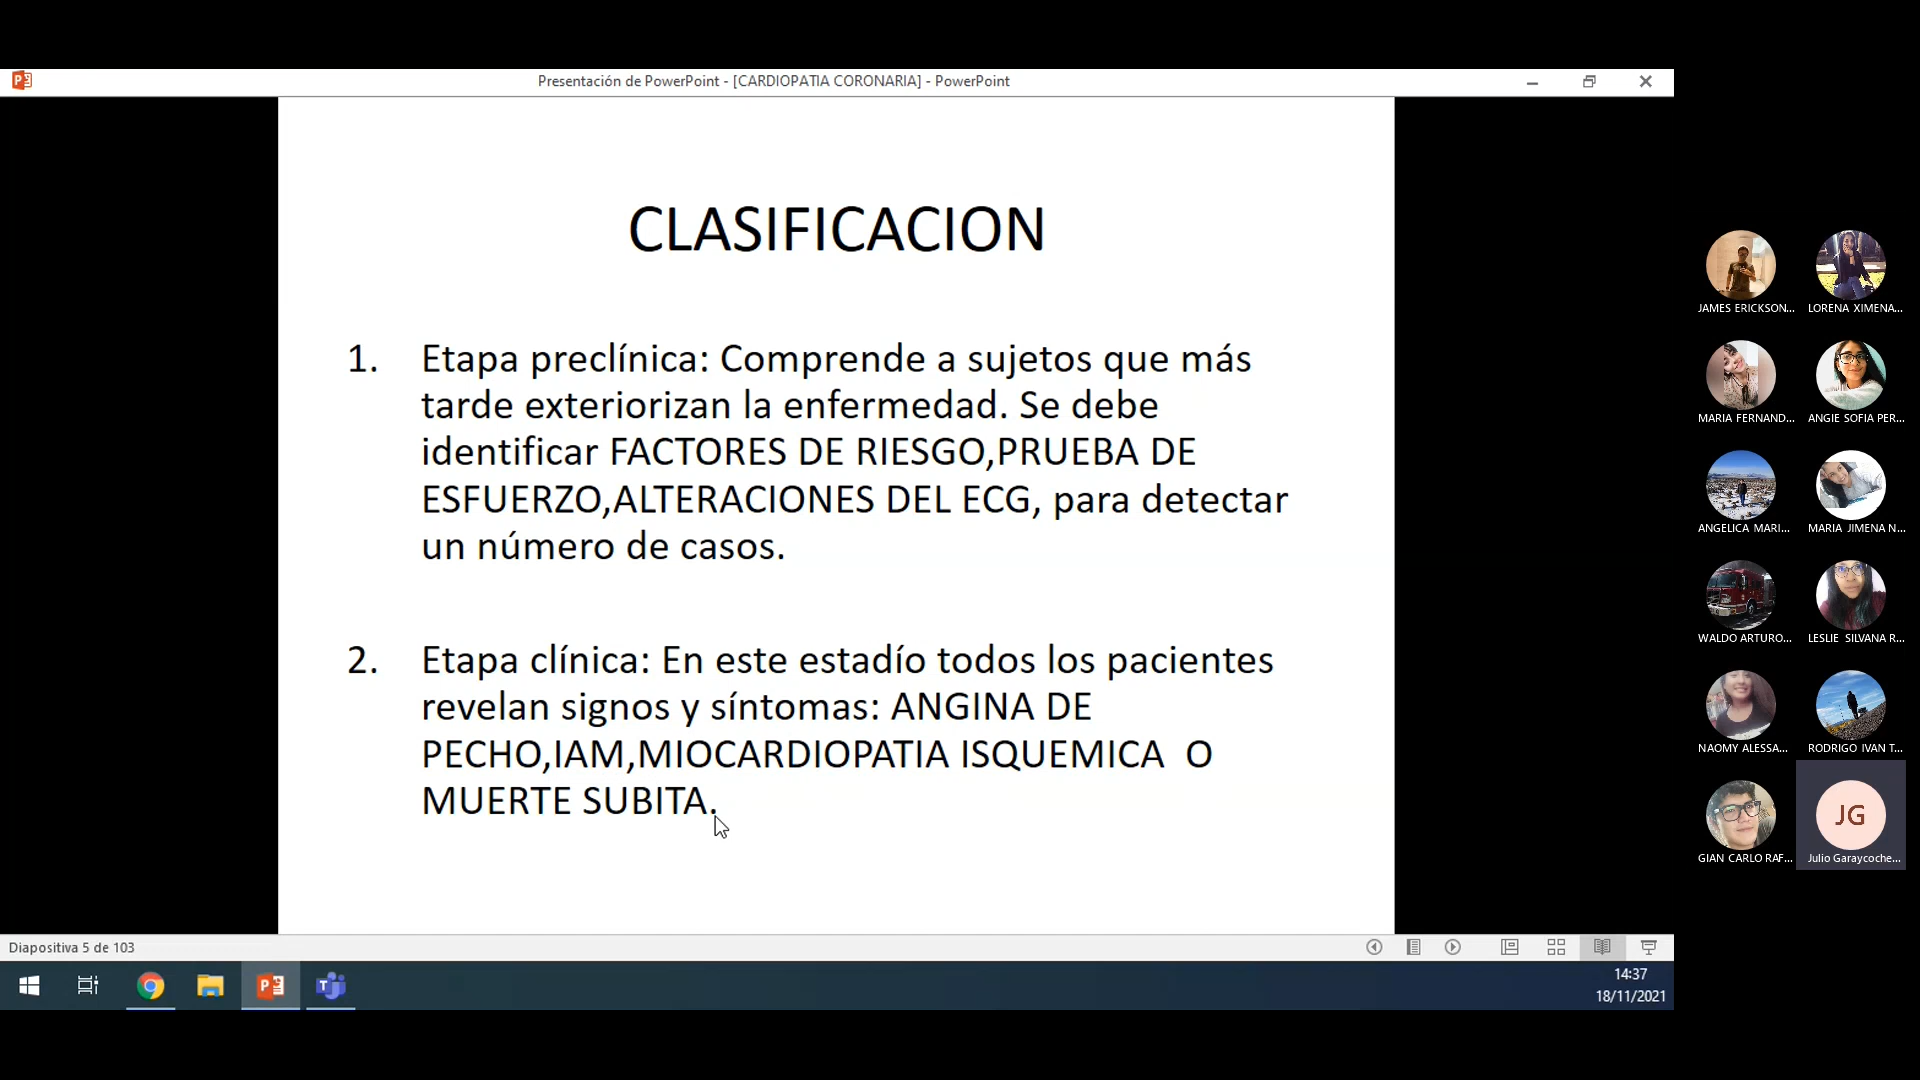 Presentación de PowerPoint - [CARDIOPATIA CORONARIA] - PowerPoint
CLASIFICACION
1. Etapa preclínica: Comprende a sujetos que más
tarde exteriorizan la enfermedad. Se debe
identificar FACTORES DE RIESGO,PRUEBA DE
ESFUERZO,ALTERACIONES DEL ECG, para detectar
un número de casos.
2. Etapa clínica: En este estadío todos los pacientes
revelan signos y síntomas: ANGINA DE
PECHO,IAM,MIOCARDIOPATIA ISQUEMICA O
MUERTE SUBITA.
JAMES ERICKSON... LORENA XIMENA...
MARIA FERNAND... ANGIE SOFIA PER...
ANGELICA MARI... MARIA JIMENA N...
WALDO ARTURO... LESLIE SILVANA R...
NAOMY ALESSA... RODRIGO IVAN T...
JG
GIAN CARLO RAF... Julio Garaycoche...
Diapositiva 5 de 103
14:37
18/11/2021